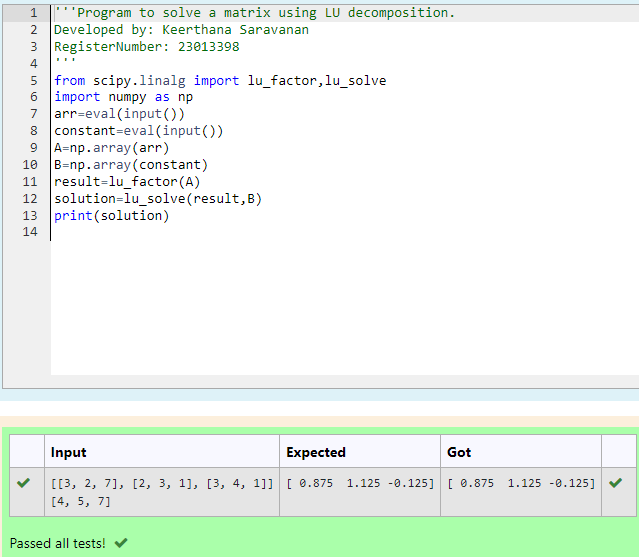 1 '''Program to solve a matrix using LU decomposition.
2 Developed by: Keerthana Saravanan
3 RegisterNumber: 23013398
4 '''
5 from scipy.linalg import lu_factor,lu_solve
6 import numpy as np
7 arr=eval(input())
8 constant=eval(input())
9 A=np.array(arr)
10 B=np.array(constant)
11 result=lu_factor(A)
12 solution=lu_solve(result,B)
13 print(solution)
14
Input Expected Got
[[3, 2, 7], [2, 3, 1], [3, 4, 1]] [ 0.875  1.125 -0.125] [ 0.875  1.125 -0.125]
[4, 5, 7]
Passed all tests!